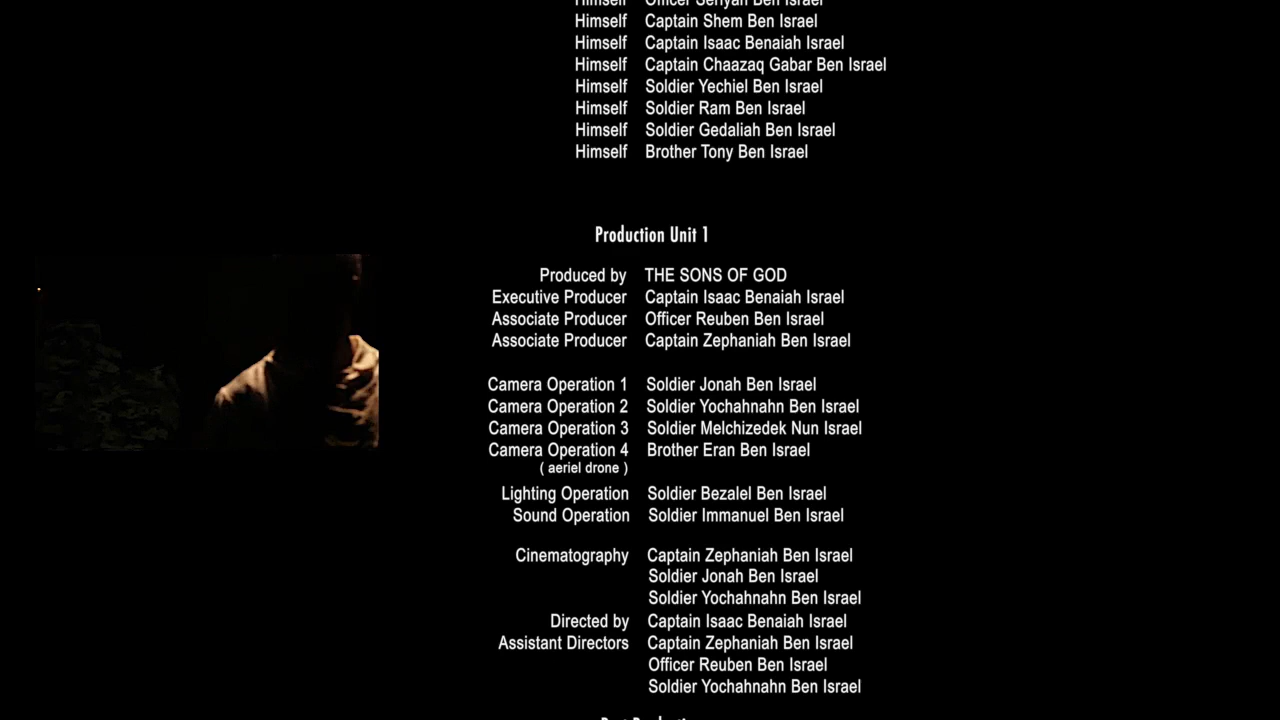 Himself Officer Seriyah Ben Israel
Himself Captain Shem Ben Israel
Himself Captain Isaac Benaiah Israel
Himself Captain Chaazaq Gabar Ben Israel
Himself Soldier Yechiel Ben Israel
Himself Soldier Ram Ben Israel
Himself Soldier Gedaliah Ben Israel
Himself Brother Tony Ben Israel
Production Unit 1
Produced by THE SONS OF GOD
Executive Producer Captain Isaac Benaiah Israel
Associate Producer Officer Reuben Ben Israel
Associate Producer Captain Zephaniah Ben Israel
Camera Operation 1 Soldier Jonah Ben Israel
Camera Operation 2 Soldier Yochahnahn Ben Israel
Camera Operation 3 Soldier Melchizedek Nun Israel
Camera Operation 4 Brother Eran Ben Israel
( aeriel drone )
Lighting Operation Soldier Bezalel Ben Israel
Sound Operation Soldier Immanuel Ben Israel
Cinematography Captain Zephaniah Ben Israel
Soldier Jonah Ben Israel
Soldier Yochahnahn Ben Israel
Directed by Captain Isaac Benaiah Israel
Assistant Directors Captain Zephaniah Ben Israel
Officer Reuben Ben Israel
Soldier Yochahnahn Ben Israel